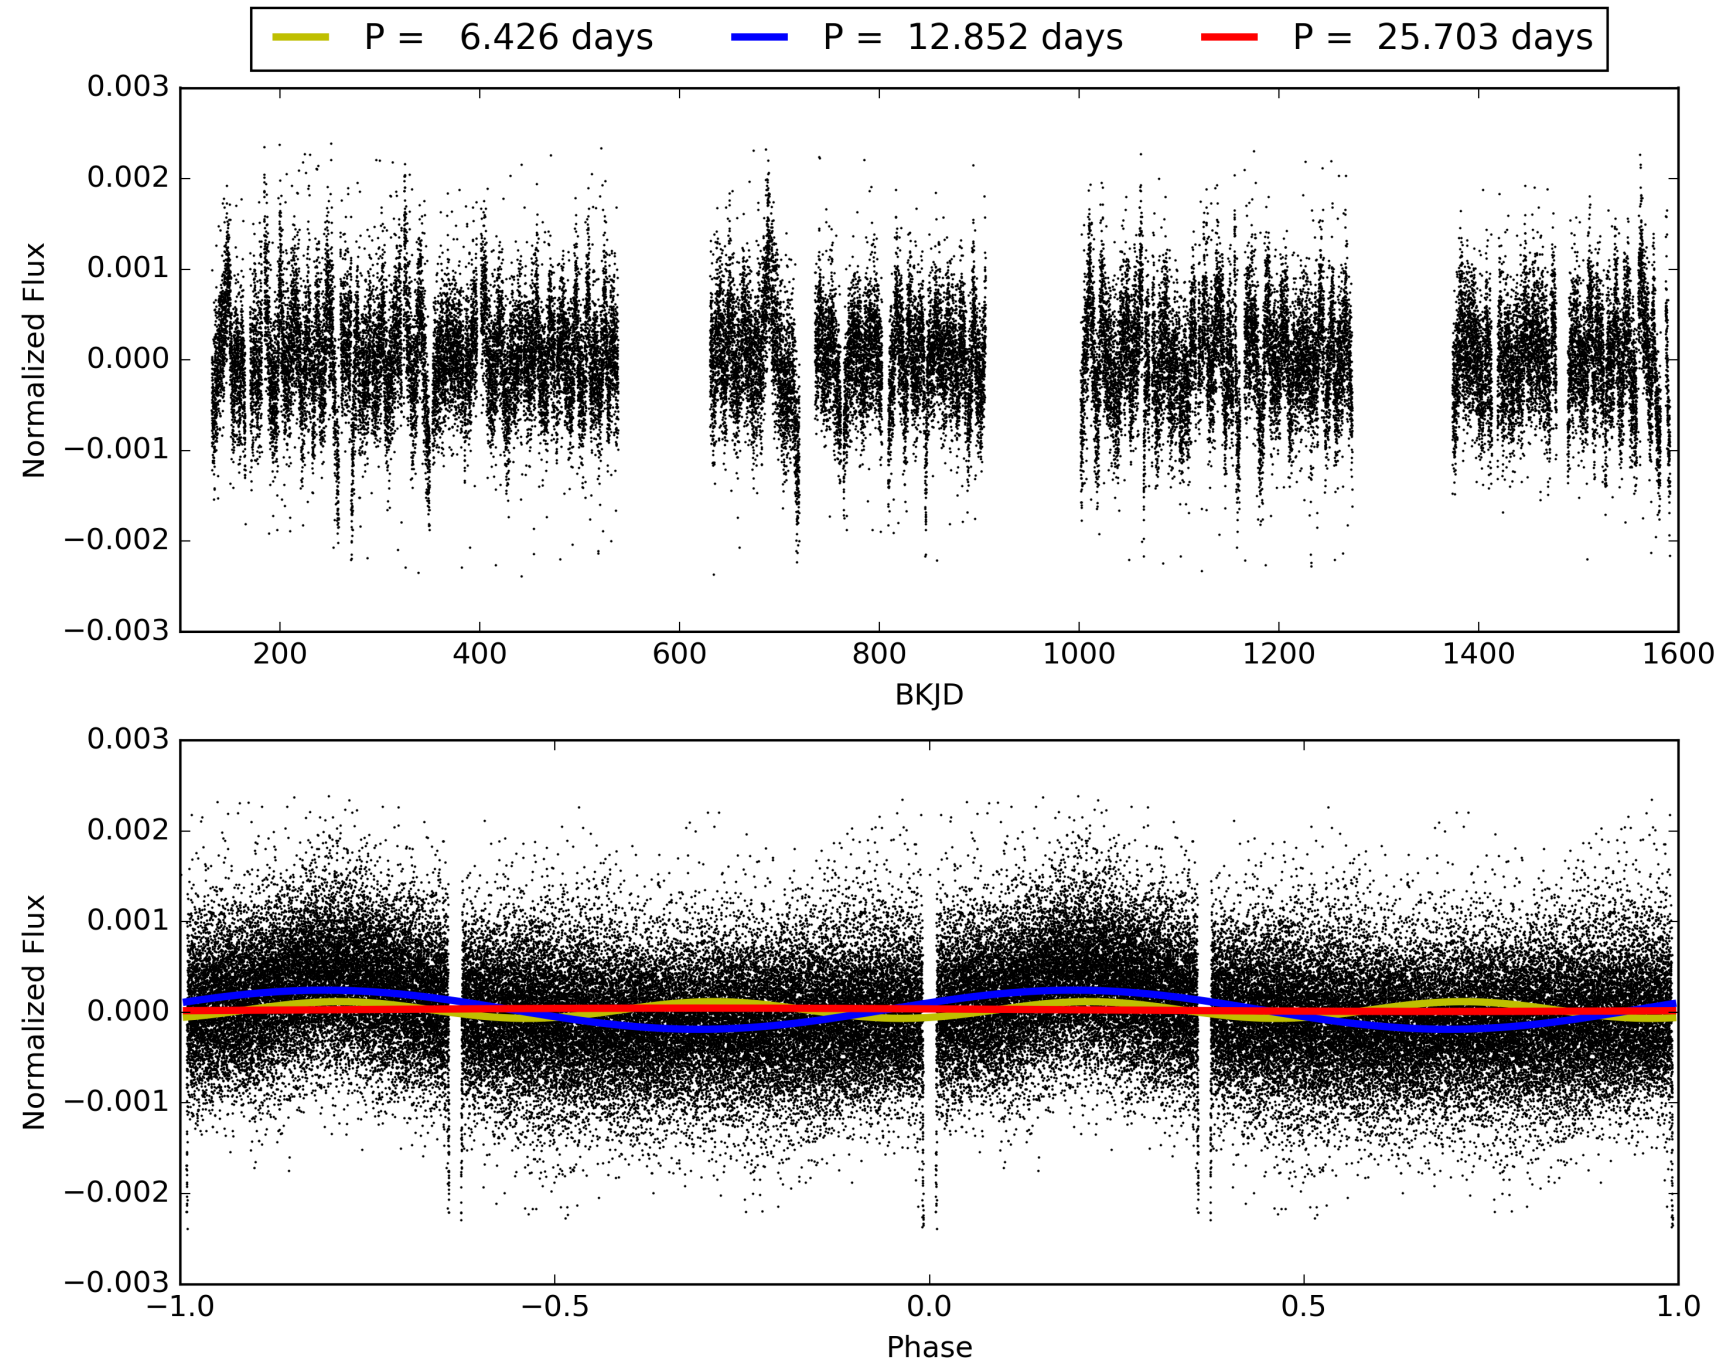 P = 6.426 days P = 12.852 days P = 25.703 days
0.003
0.002
0.001
0.000
−0.001
−0.002
−0.003
Normalized Flux
200 400 600 800 1000 1200 1400 1600
BKJD
0.003
0.002
0.001
0.000
−0.001
−0.002
−0.003
Normalized Flux
−1.0 −0.5 0.0 0.5 1.0
Phase